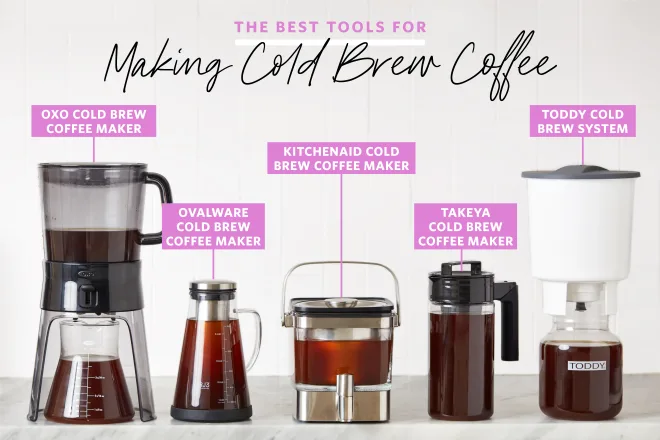 THE BEST TOOLS FOR
Making Cold Brew Coffee
OXO COLD BREW
COFFEE MAKER
TODDY COLD
BREW SYSTEM
KITCHENAID COLD
BREW COFFEE MAKER
OVALWARE
COLD BREW
COFFEE MAKER
TAKEYA
COLD BREW
COFFEE MAKER
TODDY